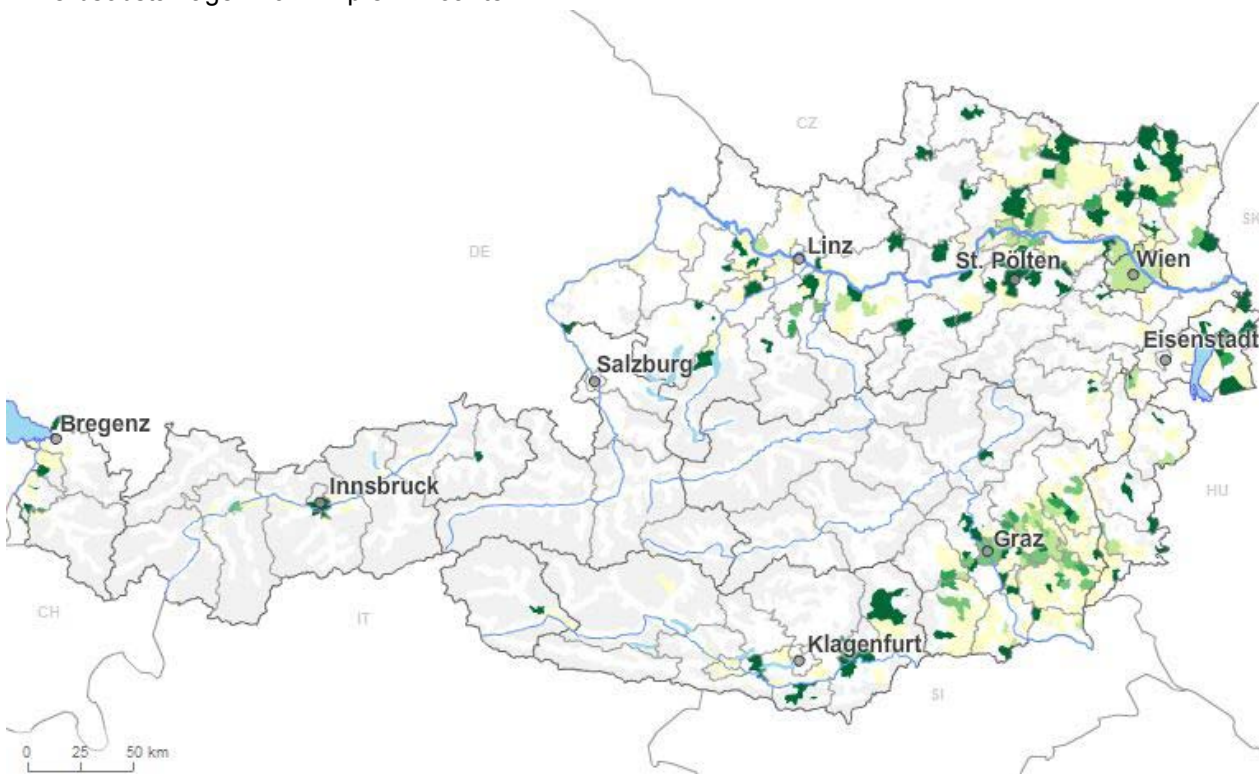 CZ
SK
DE
Linz
St. Pölten
Wien
Eisenstadt
Salzburg
Bregenz
Innsbruck
HU
Graz
CH
IT
Klagenfurt
SI
0 25 50 km